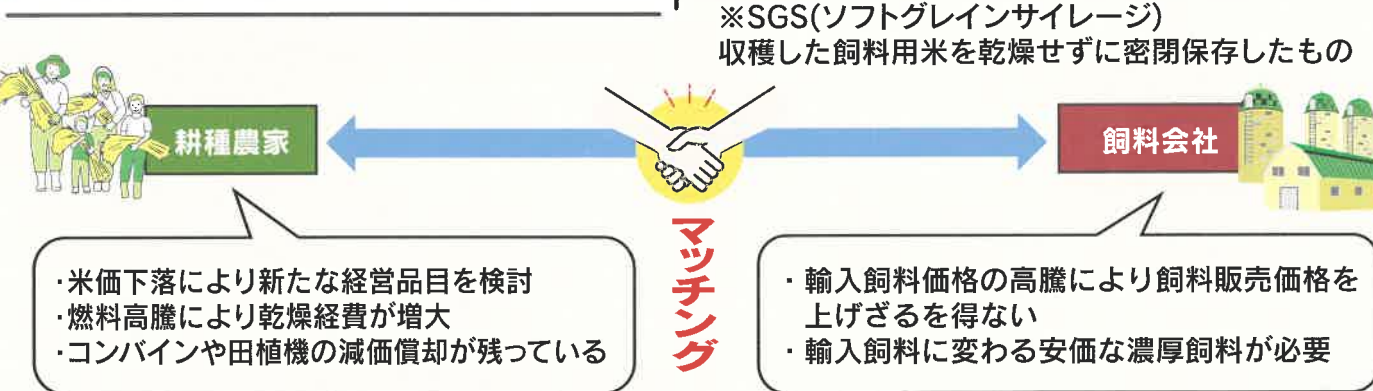 ※SGS(ソフトグレインサイレージ)
収穫した飼料用米を乾燥せずに密閉保存したもの
耕種農家
飼料会社
マッチング
・米価下落により新たな経営品目を検討
・燃料高騰により乾燥経費が増大
・コンバインや田植機の減価償却が残っている
・輸入飼料価格の高騰により飼料販売価格を
上げざるを得ない
・輸入飼料に変わる安価な濃厚飼料が必要